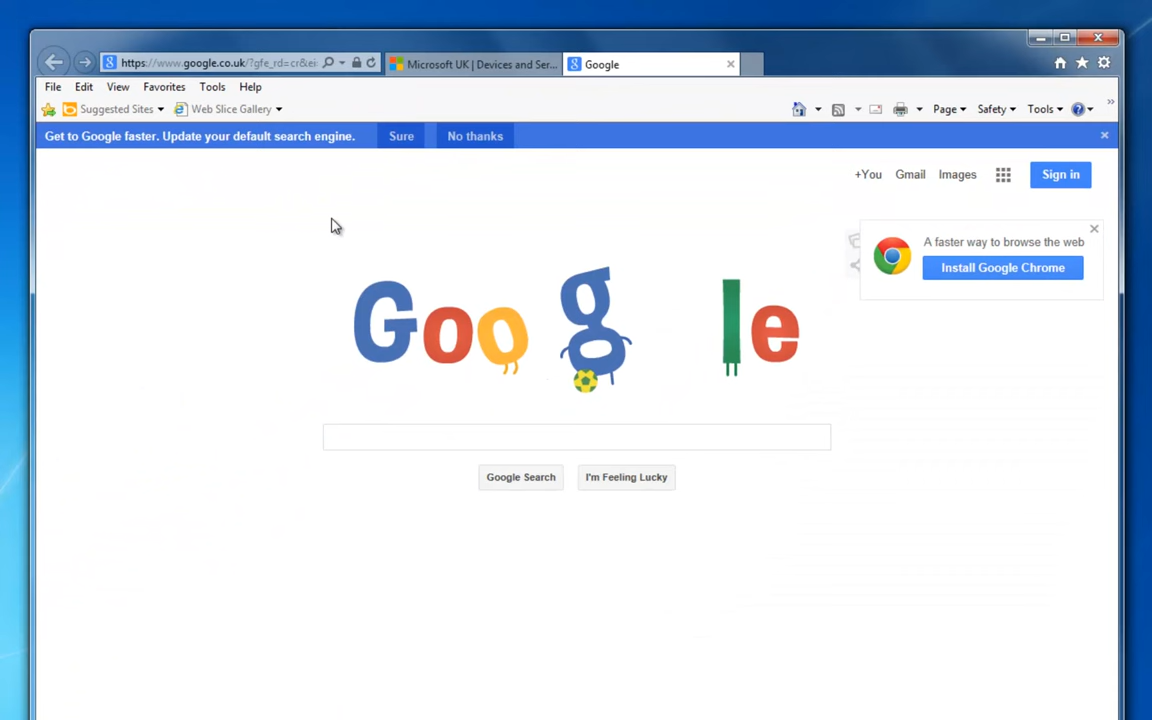 https://www.google.co.uk/?gfe_rd=cr&ei
Microsoft UK | Devices and Ser...
Google
File Edit View Favorites Tools Help
Suggested Sites Web Slice Gallery Page Safety Tools
Get to Google faster. Update your default search engine. Sure No thanks
+You Gmail Images Sign in
A faster way to browse the web
Install Google Chrome
Google
Google Search I'm Feeling Lucky